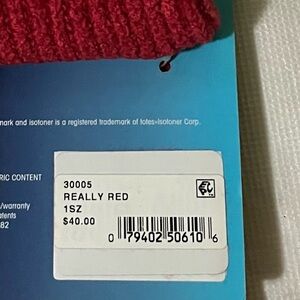 mark and isotoner is a registered trademark of totes»Isotoner Corp.
RIC CONTENT
/warranty
atents
82
30005
REALLY RED
1SZ
$40.00
0 79402 50610 6